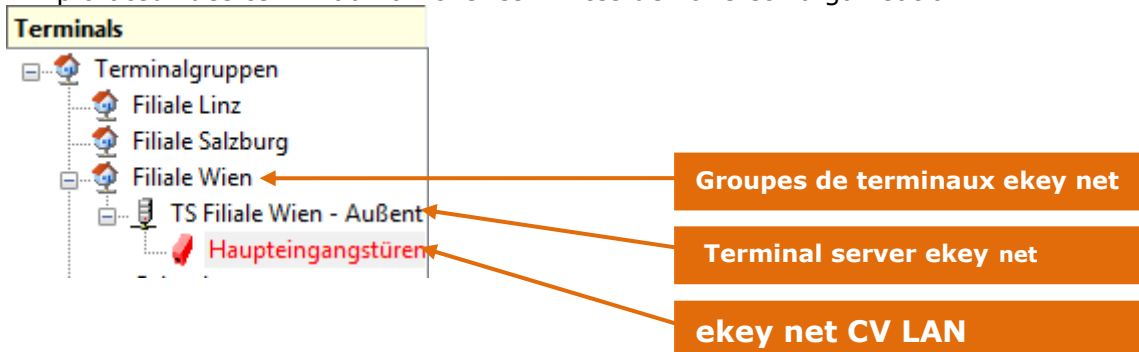 Terminals
Terminalgruppen
Filiale Linz
Filiale Salzburg
Filiale Wien
Groupes de terminaux ekey net
TS Filiale Wien - Außent
Terminal server ekey net
Haupteingangstüren
ekey net CV LAN